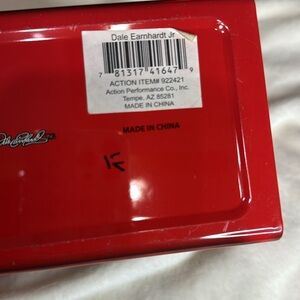 Dale Earnhardt Jr
7 81317 41647 9
ACTION ITEM# 922421
Action Performance Co., Inc.
Tempe, AZ 85281
MADE IN CHINA
MADE IN CHINA